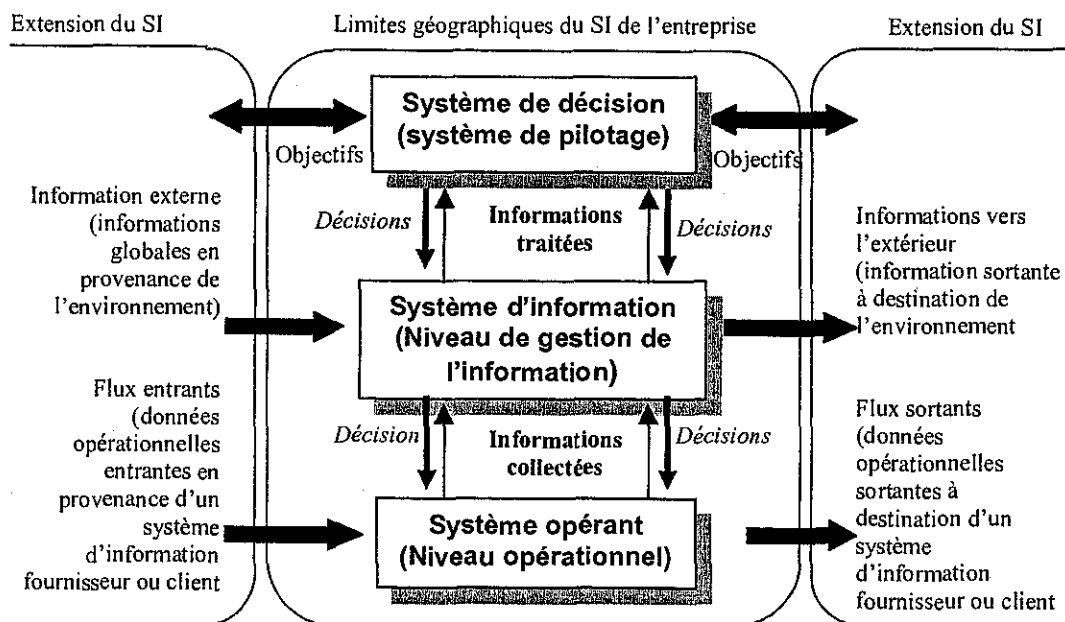 Extension du SI
Limites géographiques du SI de l'entreprise
Extension du SI
Système de décision
(système de pilotage)
Objectifs
Objectifs
Information externe
(informations
globales en
provenance de
l'environnement)
Décisions
Informations
traitées
Décisions
Informations vers
l'extérieur
(information sortante
à destination de
l'environnement
Système d'information
(Niveau de gestion de
l'information)
Flux entrants
(données
opérationnelles
entrantes en
provenance d'un
système
d'information
fournisseur ou client
Décision
Informations
collectées
Décisions
Flux sortants
(données
opérationnelles
sortantes à
destination d'un
système
d'information
fournisseur ou client
Système opérant
(Niveau opérationnel)